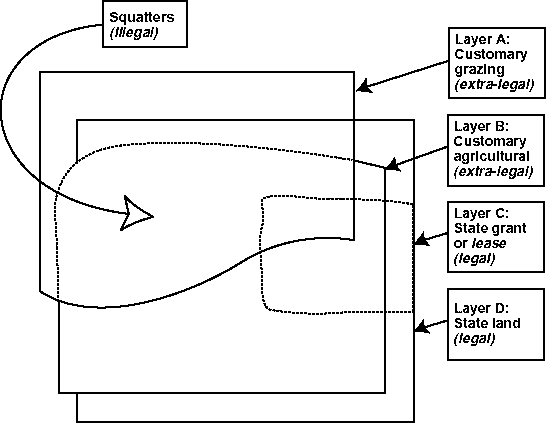 Squatters
(illegal)
Layer A:
Customary
grazing
(extra-legal)
Layer B:
Customary
agricultural
(extra-legal)
Layer C:
State grant
or lease
(legal)
Layer D:
State land
(legal)